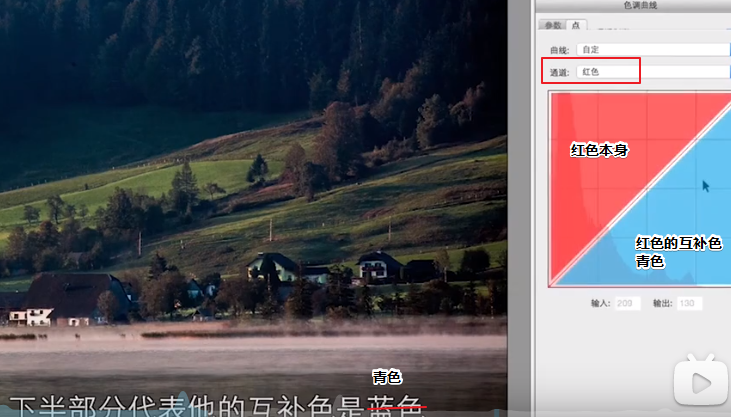 色调曲线
参数 点
曲线: 自定
通道: 红色
红色本身
红色的互补色
青色
输入: 203 输出: 130
青色
下半部分代表他的互补色是蓝色